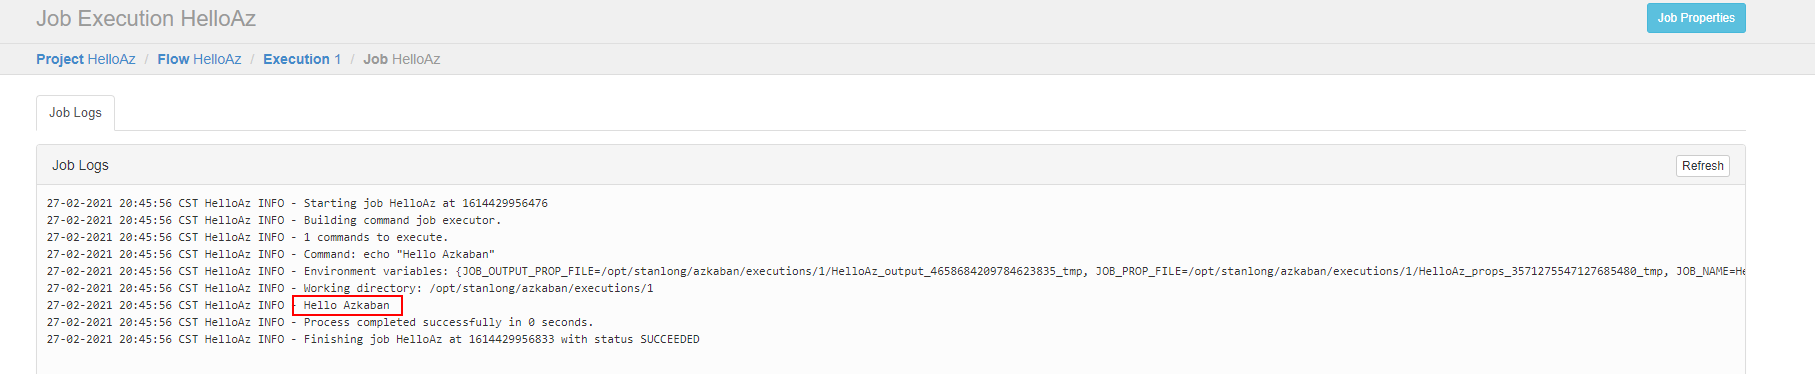 Job Execution HelloAz
Job Properties
Project HelloAz / Flow HelloAz / Execution 1 / Job HelloAz
Job Logs
Job Logs
Refresh
27-02-2021 20:45:56 CST HelloAz INFO - Starting job HelloAz at 1614429956476
27-02-2021 20:45:56 CST HelloAz INFO - Building command job executor.
27-02-2021 20:45:56 CST HelloAz INFO - 1 commands to execute.
27-02-2021 20:45:56 CST HelloAz INFO - Command: echo "Hello Azkaban"
27-02-2021 20:45:56 CST HelloAz INFO - Environment variables: {JOB_OUTPUT_PROP_FILE=/opt/stanlong/azkaban/executions/1/HelloAz_output_4658684209784623835_tmp, JOB_PROP_FILE=/opt/stanlong/azkaban/executions/1/HelloAz_props_3571275547127685480_tmp, JOB_NAME=He
27-02-2021 20:45:56 CST HelloAz INFO - Working directory: /opt/stanlong/azkaban/executions/1
27-02-2021 20:45:56 CST HelloAz INFO - Hello Azkaban
27-02-2021 20:45:56 CST HelloAz INFO - Process completed successfully in 0 seconds.
27-02-2021 20:45:56 CST HelloAz INFO - Finishing job HelloAz at 1614429956833 with status SUCCEEDED